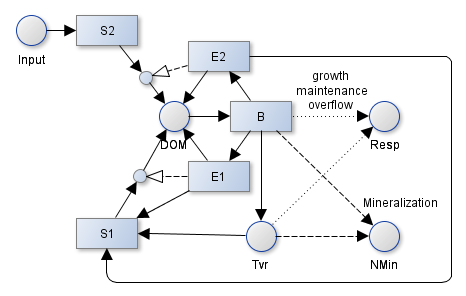 S2
Input
E2
growth
maintenance
overflow
DOM
B
Resp
E1
Mineralization
S1
Tvr
NMin